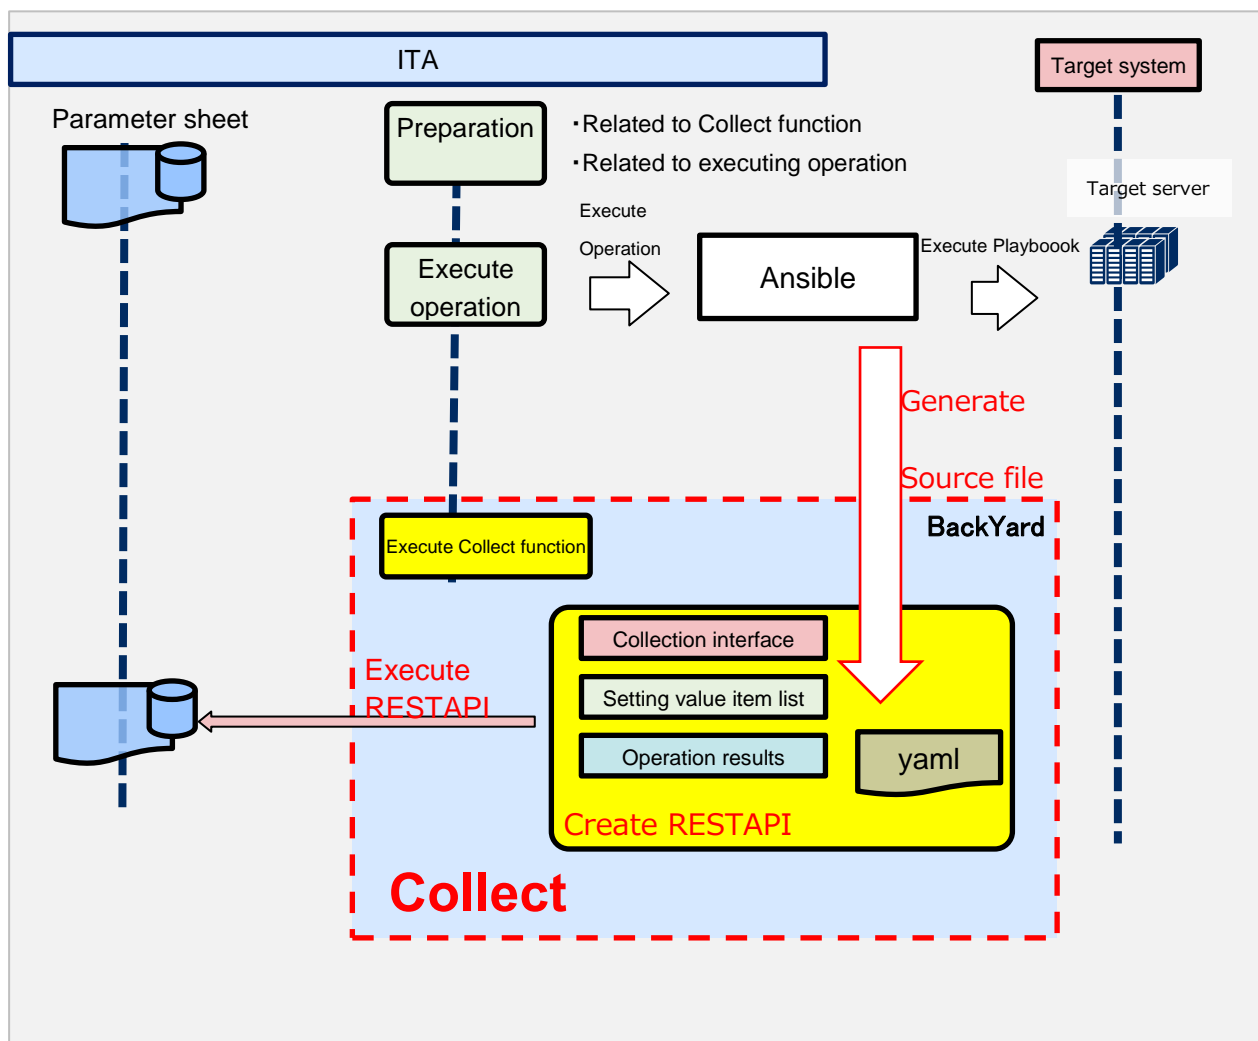 ITA
Target system
Parameter sheet
Preparation
・Related to Collect function
・Related to executing operation
Target server
Execute
Operation
Execute Playboook
Execute
operation
Ansible
Generate
Source file
BackYard
Execute Collect function
Collection interface
Execute
RESTAPI
Setting value item list
Operation results
yaml
Create RESTAPI
Collect